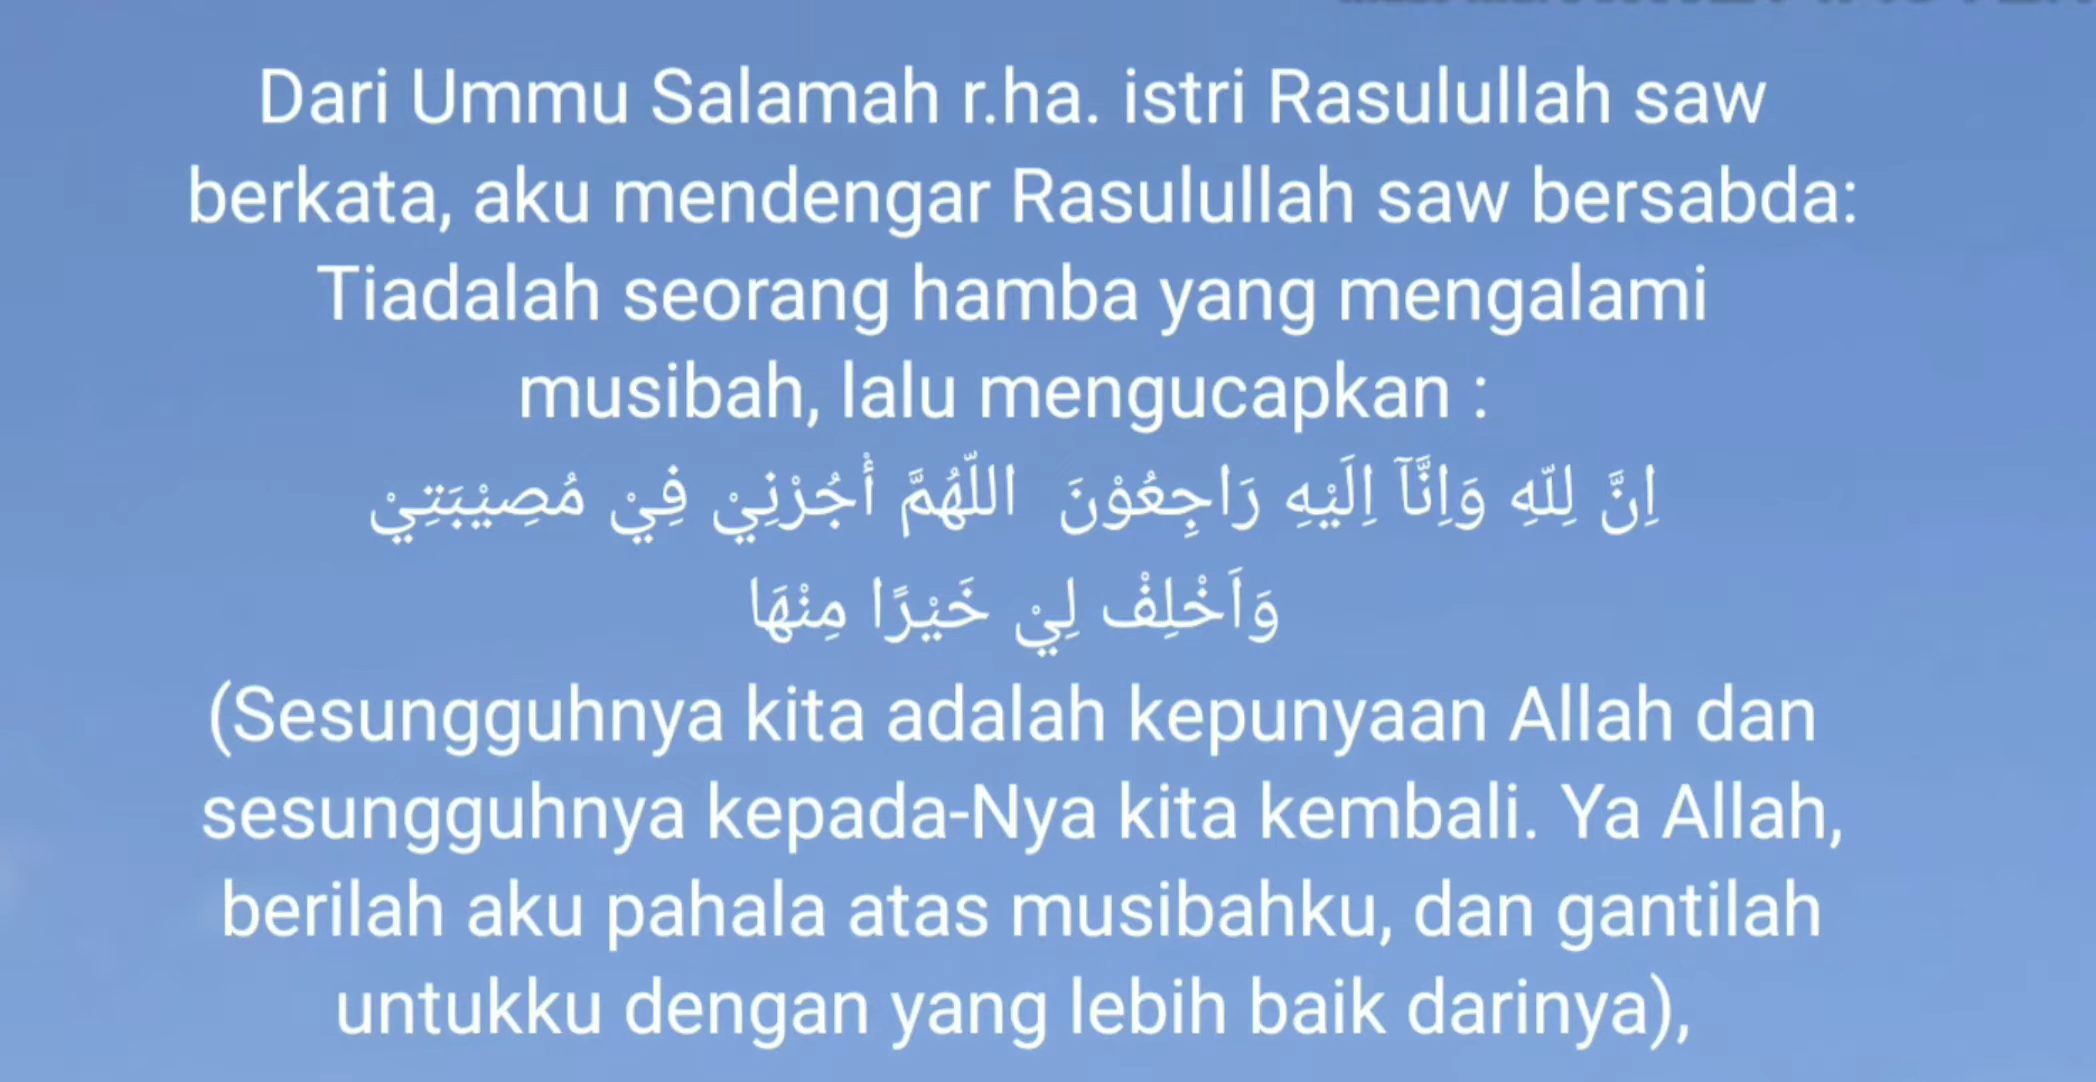 Dari Ummu Salamah r.ha. istri Rasulullah saw
berkata, aku mendengar Rasulullah saw bersabda:
Tiadalah seorang hamba yang mengalami
musibah, lalu mengucapkan :
اِنَّ لِلّٰهِ وَاِنَّآ اِلَيْهِ رَاجِعُوْنَ اللّٰهُمَّ أْجُرْنِيْ فِيْ مُصِيْبَتِيْ
وَاَخْلِفْ لِيْ خَيْرًا مِنْهَا
(Sesungguhnya kita adalah kepunyaan Allah dan
sesungguhnya kepada-Nya kita kembali. Ya Allah,
berilah aku pahala atas musibahku, dan gantilah
untukku dengan yang lebih baik darinya),